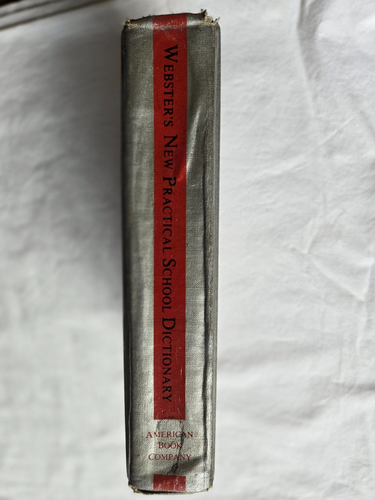 WEBSTER'S NEW PRACTICAL SCHOOL DICTIONARY
AMERICAN
BOOK
COMPANY